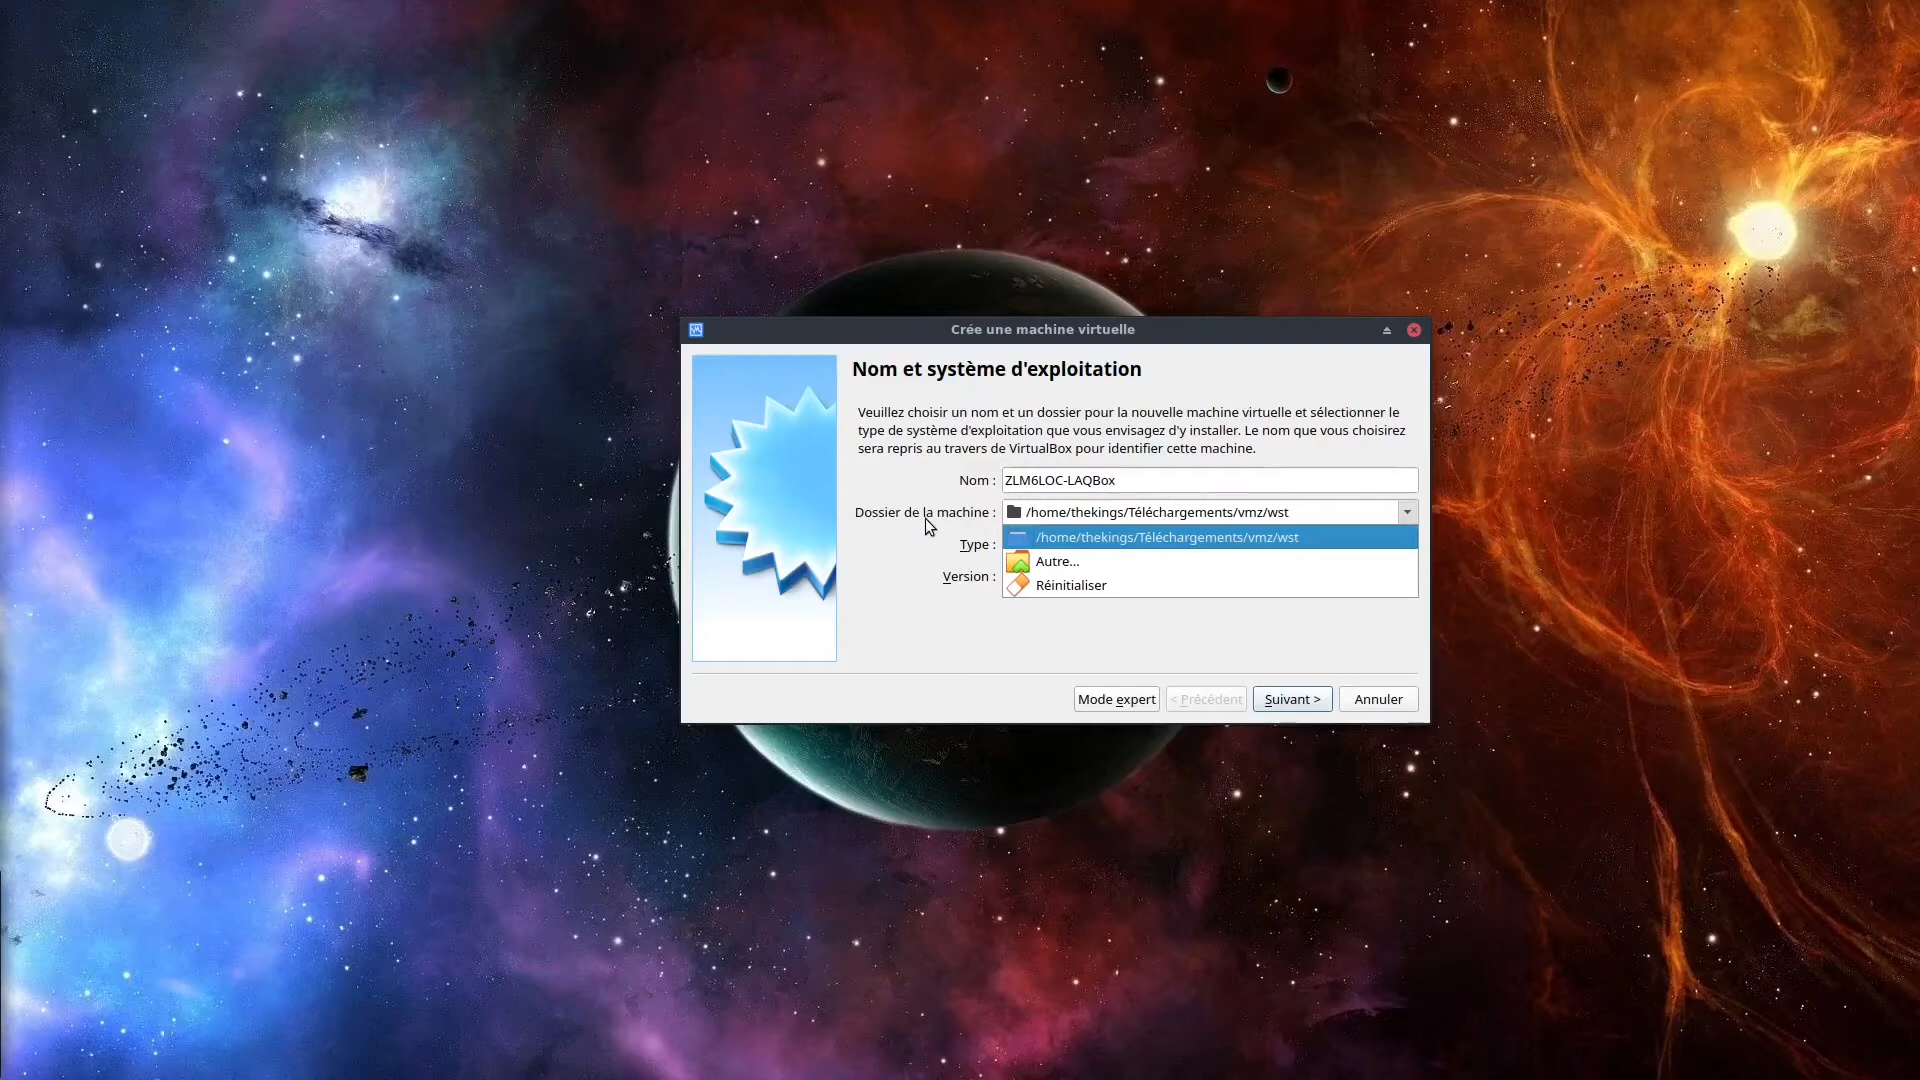 Crée une machine virtuelle
Nom et système d'exploitation
Veuillez choisir un nom et un dossier pour la nouvelle machine virtuelle et sélectionner le
type de système d'exploitation que vous envisagez d'y installer. Le nom que vous choisirez
sera repris au travers de VirtualBox pour identifier cette machine.
Nom : ZLM6LOC-LAQBox
Dossier de la machine : /home/thekings/Téléchargements/vmz/wst
/home/thekings/Téléchargements/vmz/wst
Type :
Autre...
Version :
Réinitialiser
Mode expert < Précédent Suivant > Annuler